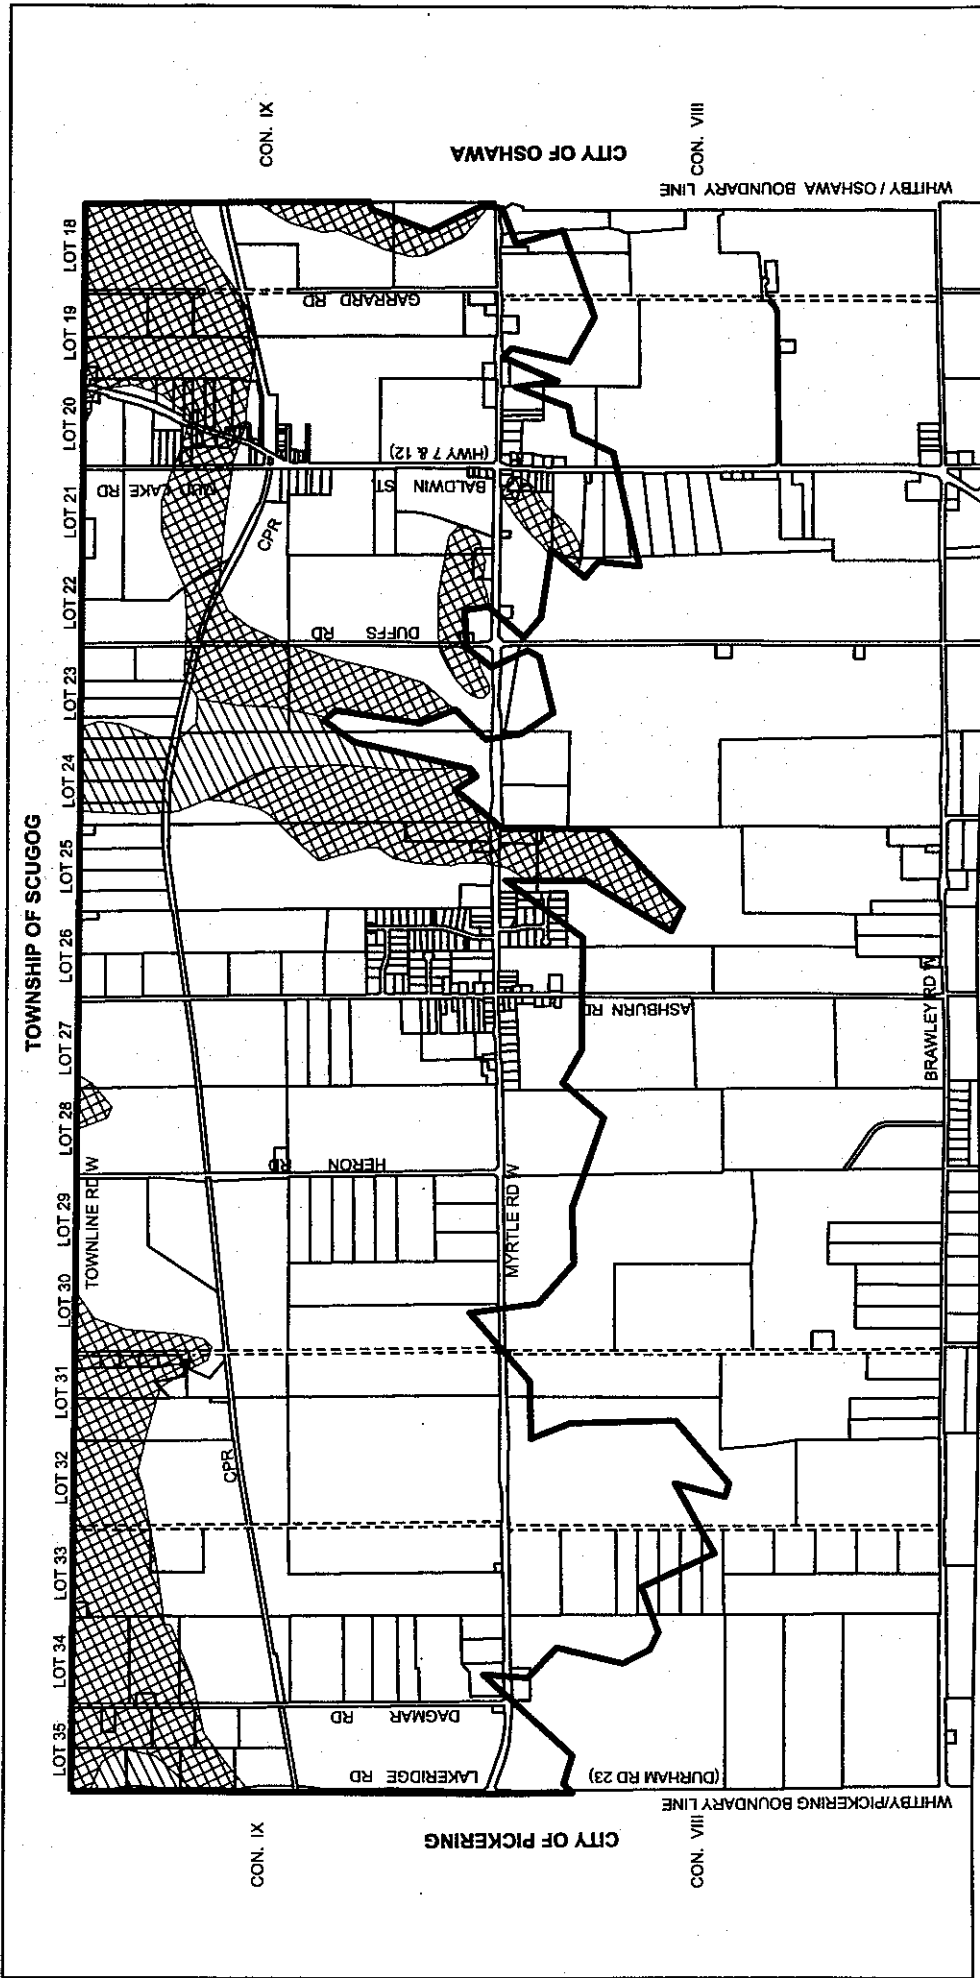 TOWNSHIP OF SCUGOG
LOT 35
LOT 34
LOT 33
LOT 32
LOT 31
LOT 30
LOT 29
LOT 28
LOT 27
LOT 26
LOT 25
LOT 24
LOT 23
LOT 22
LOT 21
LOT 20
LOT 19
LOT 18
TOWNLINE RD W
MUD LAKE RD
CON. IX
CON. IX
CPR
CPR
LAKERIDGE RD
DAGMAR RD
HERON RD
DUFFS RD
BALDWIN ST
(HWY 7 & 12)
GARRARD RD
CITY OF PICKERING
CITY OF OSHAWA
MYRTLE RD W
(DURHAM RD 23)
ASHBURN RD
CON. VIII
CON. VIII
WHITBY/PICKERING BOUNDARY LINE
WHITBY / OSHAWA BOUNDARY LINE
BRAWLEY RD W